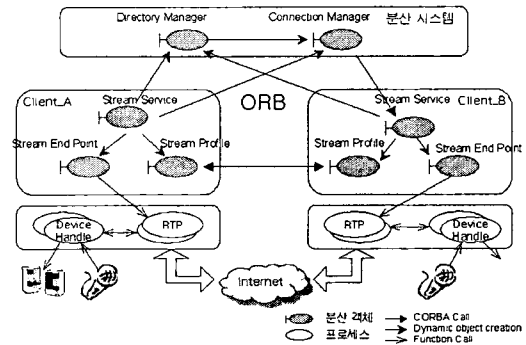 Directory Manager
Connection Manager
분산 시스템
Client_A
Stream Service
ORB
Stream Service
Client_B
Stream End Point
Stream Profile
Stream Profile
Stream End Point
Device Handle
RTP
RTP
Device Handle
Internet
분산 객체
CORBA Call
프로세스
Dynamic object creation
Function Call